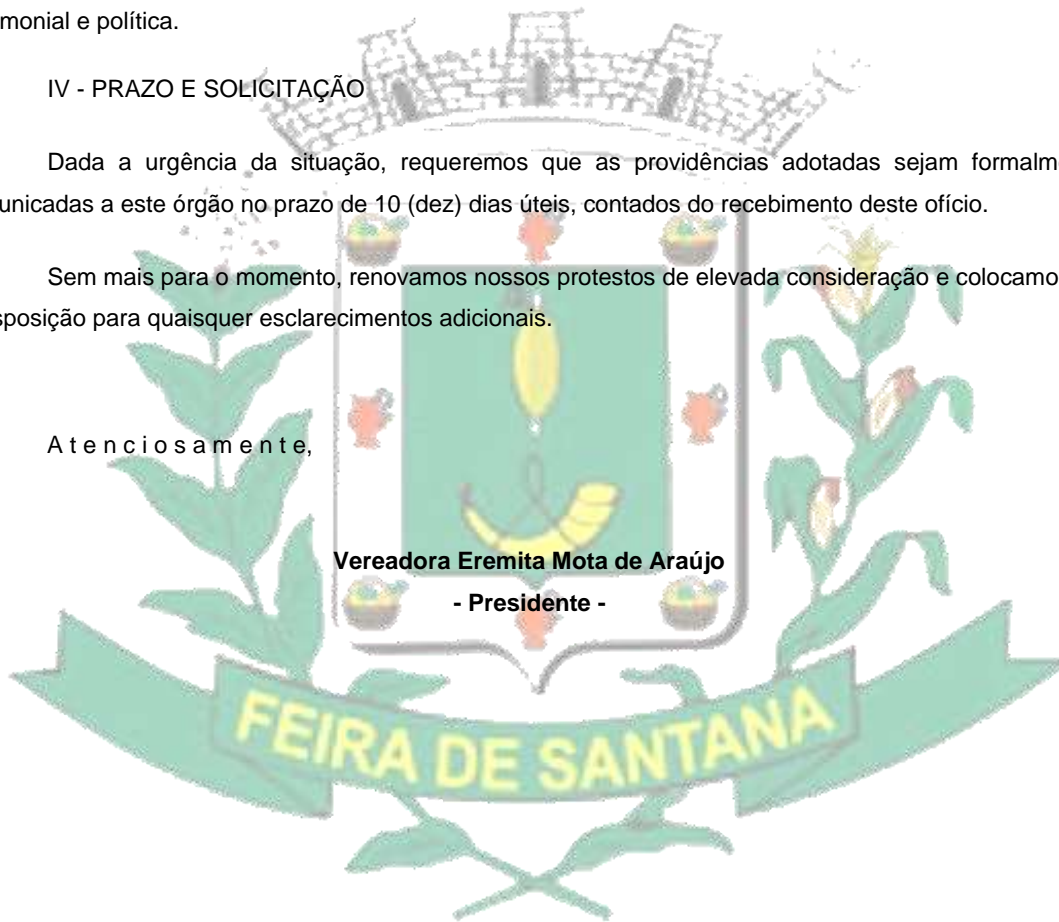 emonial e política.
IV - PRAZO E SOLICITAÇÃO
Dada a urgência da situação, requeremos que as providências adotadas sejam formalm
unicadas a este órgão no prazo de 10 (dez) dias úteis, contados do recebimento deste ofício.
Sem mais para o momento, renovamos nossos protestos de elevada consideração e colocamo
sposição para quaisquer esclarecimentos adicionais.
A t e n c i o s a m e n t e,
Vereadora Eremita Mota de Araújo
- Presidente -
FEIRA DE SANTANA